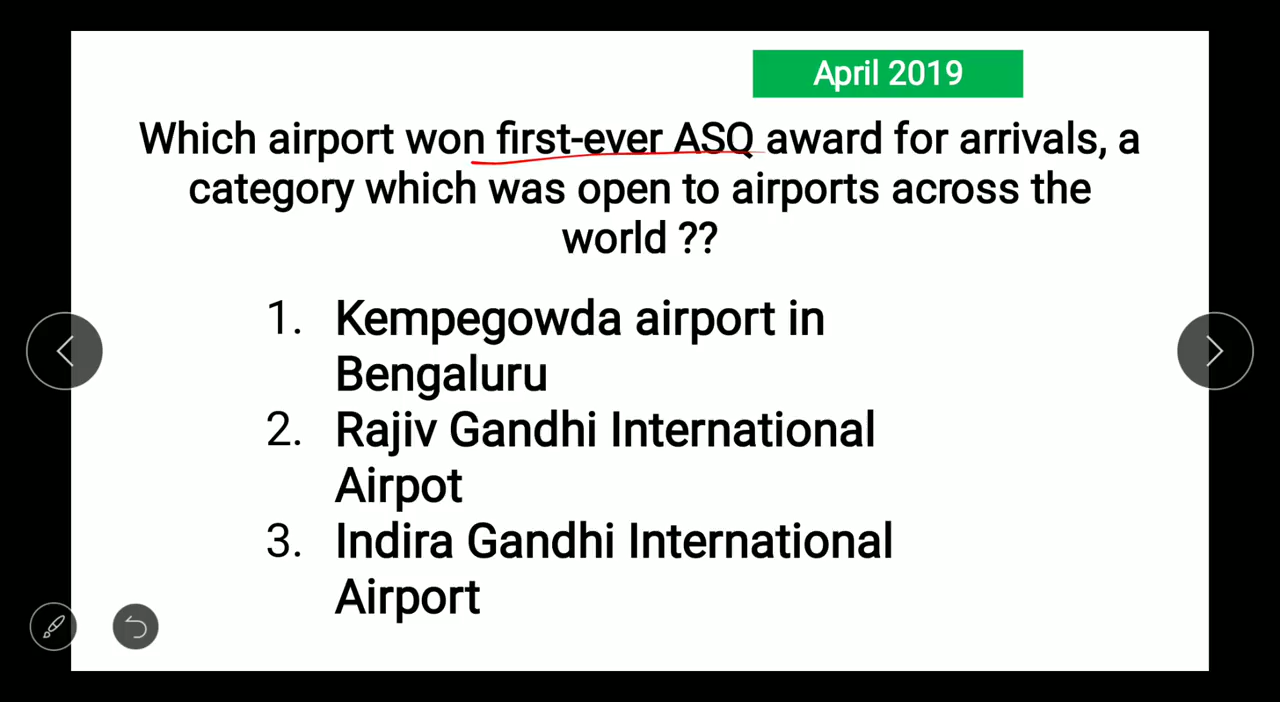 April 2019
Which airport won first-ever ASQ award for arrivals, a
category which was open to airports across the
world ??
1. Kempegowda airport in
Bengaluru
2. Rajiv Gandhi International
Airpot
3. Indira Gandhi International
Airport